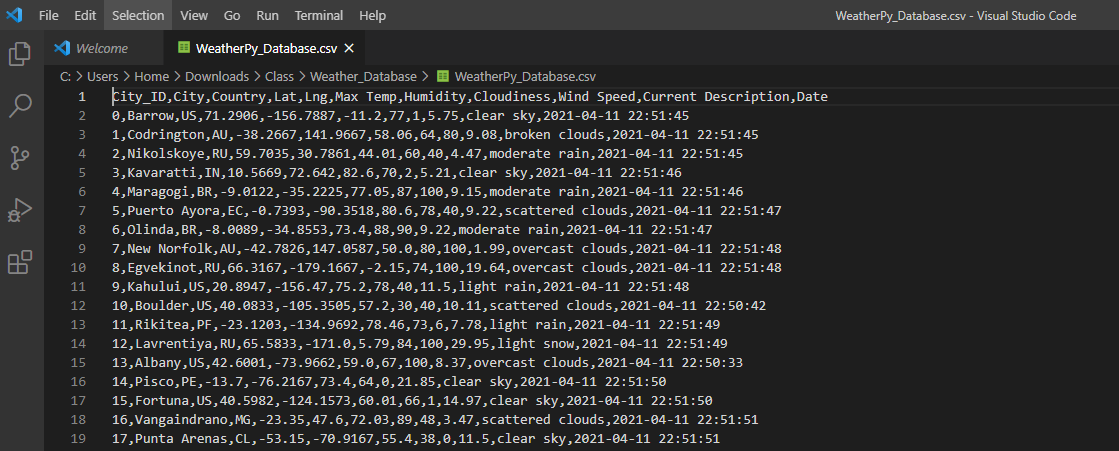 File Edit Selection View Go Run Terminal Help WeatherPy_Database.csv - Visual Studio Code
Welcome WeatherPy_Database.csv
C: > Users > Home > Downloads > Class > Weather_Database > WeatherPy_Database.csv
1 City_ID,City,Country,Lat,Lng,Max Temp,Humidity,Cloudiness,Wind Speed,Current Description,Date
2 0,Barrow,US,71.2906,-156.7887,-11.2,77,1,5.75,clear sky,2021-04-11 22:51:45
3 1,Codrington,AU,-38.2667,141.9667,58.06,64,80,9.08,broken clouds,2021-04-11 22:51:45
4 2,Nikolskoye,RU,59.7035,30.7861,44.01,60,40,4.47,moderate rain,2021-04-11 22:51:45
5 3,Kavaratti,IN,10.5669,72.642,82.6,70,2,5.21,clear sky,2021-04-11 22:51:46
6 4,Maragogi,BR,-9.0122,-35.2225,77.05,87,100,9.15,moderate rain,2021-04-11 22:51:46
7 5,Puerto Ayora,EC,-0.7393,-90.3518,80.6,78,40,9.22,scattered clouds,2021-04-11 22:51:47
8 6,Olinda,BR,-8.0089,-34.8553,73.4,88,90,9.22,moderate rain,2021-04-11 22:51:47
9 7,New Norfolk,AU,-42.7826,147.0587,50.0,80,100,1.99,overcast clouds,2021-04-11 22:51:48
10 8,Egvekinot,RU,66.3167,-179.1667,-2.15,74,100,19.64,overcast clouds,2021-04-11 22:51:48
11 9,Kahului,US,20.8947,-156.47,75.2,78,40,11.5,light rain,2021-04-11 22:51:48
12 10,Boulder,US,40.0833,-105.3505,57.2,30,40,10.11,scattered clouds,2021-04-11 22:50:42
13 11,Rikitea,PF,-23.1203,-134.9692,78.46,73,6,7.78,light rain,2021-04-11 22:51:49
14 12,Lavrentiya,RU,65.5833,-171.0,5.79,84,100,29.95,light snow,2021-04-11 22:51:49
15 13,Albany,US,42.6001,-73.9662,59.0,67,100,8.37,overcast clouds,2021-04-11 22:50:33
16 14,Pisco,PE,-13.7,-76.2167,73.4,64,0,21.85,clear sky,2021-04-11 22:51:50
17 15,Fortuna,US,40.5982,-124.1573,60.01,66,1,14.97,clear sky,2021-04-11 22:51:50
18 16,Vangaindrano,MG,-23.35,47.6,72.03,89,48,3.47,scattered clouds,2021-04-11 22:51:51
19 17,Punta Arenas,CL,-53.15,-70.9167,55.4,38,0,11.5,clear sky,2021-04-11 22:51:51